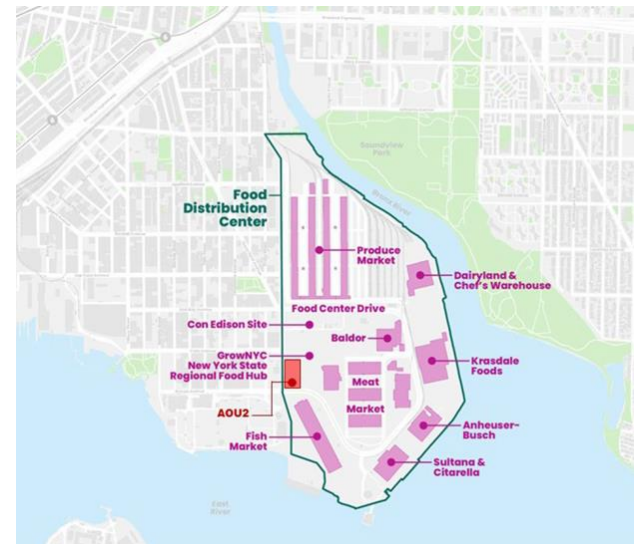 Soundview
Park
Bronx River
Food
Distribution
Center
Produce
Market
Dairyland &
Chef's Warehouse
Food Center Drive
Con Edison Site
Baldor
GrowNYC
New York State
Regional Food Hub
Krasdale
Foods
Meat
Market
AOU2
Fish
Market
Anheuser-
Busch
Sultana &
Citarella
East
River